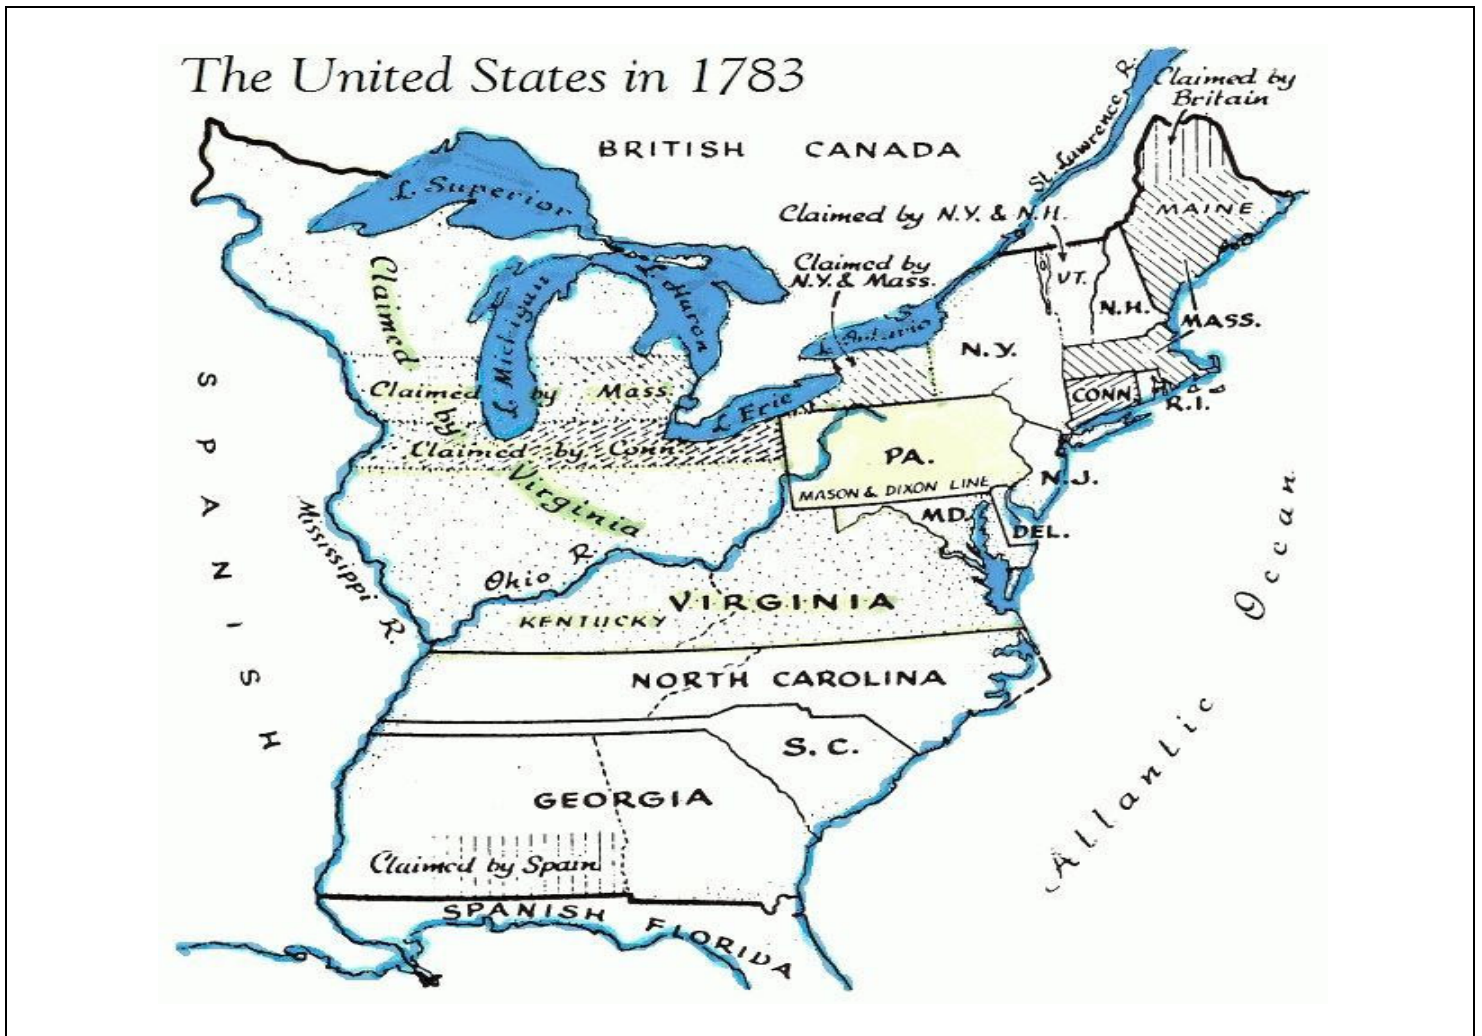 The United States in 1783
Claimed by
Britain
BRITISH CANADA
St. Lawrence R.
L. Superior
MAINE
Claimed by N.Y. & N.H.
Claimed by
N.Y. & Mass.
VT.
N.H.
MASS.
L. Huron
L. Michigan
L. Ontario
N.Y.
Claimed
by
Virginia
Claimed by Mass.
L. Erie
CONN.
R.I.
Claimed by Conn.
PA.
MASON & DIXON LINE
N.J.
MD.
DEL.
SPANISH
Mississippi R.
Ohio R
VIRGINIA
KENTUCKY
Atlantic Ocean
NORTH CAROLINA
S.C.
GEORGIA
Claimed by Spain
SPANISH FLORIDA